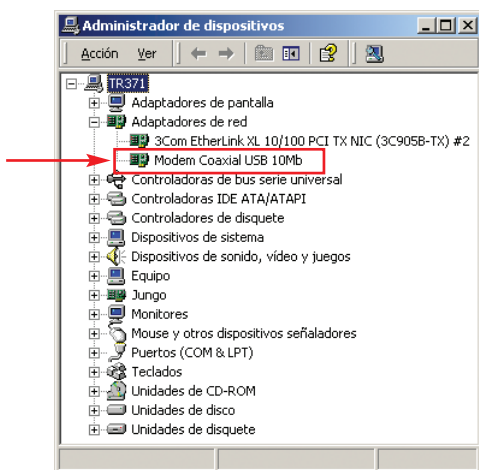 Administrador de dispositivos
Acción Ver
TR371
Adaptadores de pantalla
Adaptadores de red
3Com EtherLink XL 10/100 PCI TX NIC (3C905B-TX) #2
Modem Coaxial USB 10Mb
Controladoras de bus serie universal
Controladoras IDE ATA/ATAPI
Controladores de disquete
Dispositivos de sistema
Dispositivos de sonido, vídeo y juegos
Equipo
Jungo
Monitores
Mouse y otros dispositivos señaladores
Puertos (COM & LPT)
Teclados
Unidades de CD-ROM
Unidades de disco
Unidades de disquete